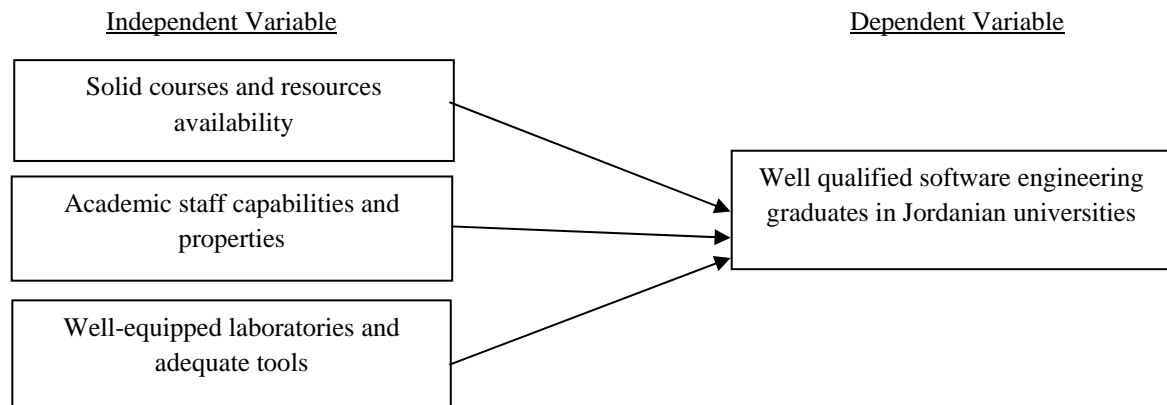 Independent Variable
Dependent Variable
Solid courses and resources
availability
Academic staff capabilities and
properties
Well-equipped laboratories and
adequate tools
Well qualified software engineering
graduates in Jordanian universities